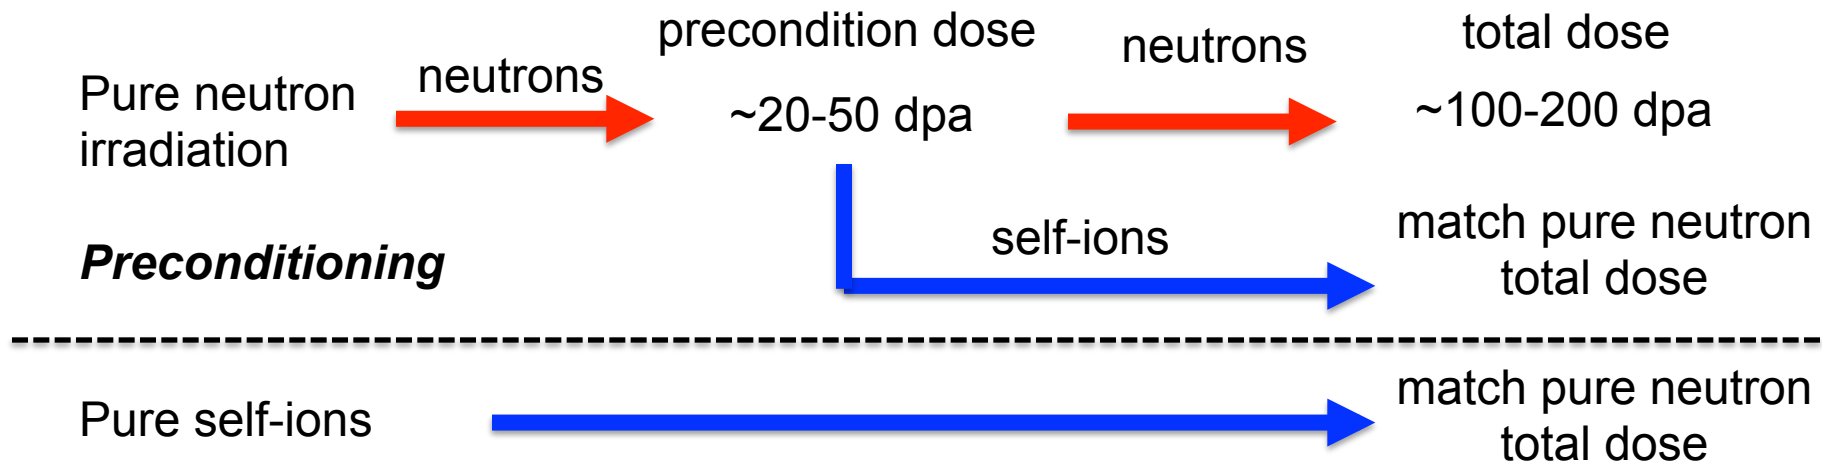 precondition dose
neutrons
total dose
neutrons
Pure neutron
irradiation
~20-50 dpa
~100-200 dpa
self-ions
match pure neutron
total dose
Preconditioning
Pure self-ions
match pure neutron
total dose